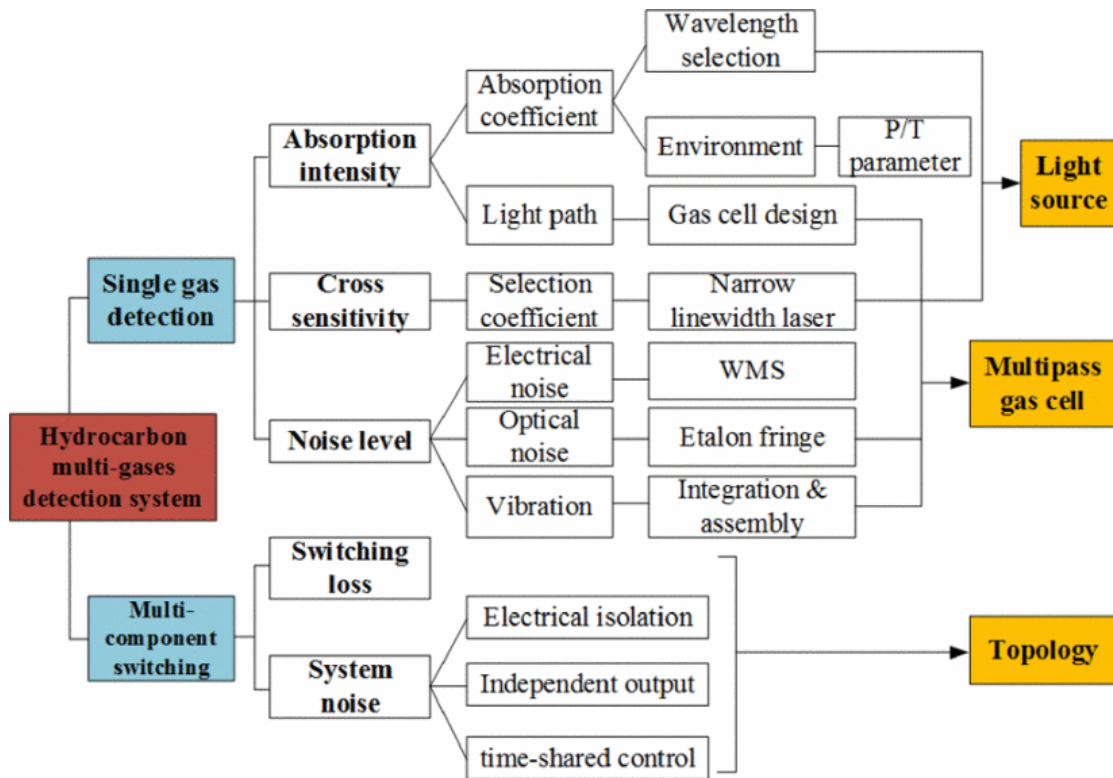 Wavelength
selection
Absorption
coefficient
Absorption
intensity
Environment
P/T
parameter
Light
source
Light path
Gas cell design
Single gas
detection
Cross
sensitivity
Selection
coefficient
Narrow
linewidth laser
Electrical
noise
WMS
Multipass
gas cell
Noise level
Optical
noise
Etalon fringe
Hydrocarbon
multi-gases
detection system
Vibration
Integration &
assembly
Switching
loss
Multi-
component
switching
Electrical isolation
System
noise
Independent output
time-shared control
Topology